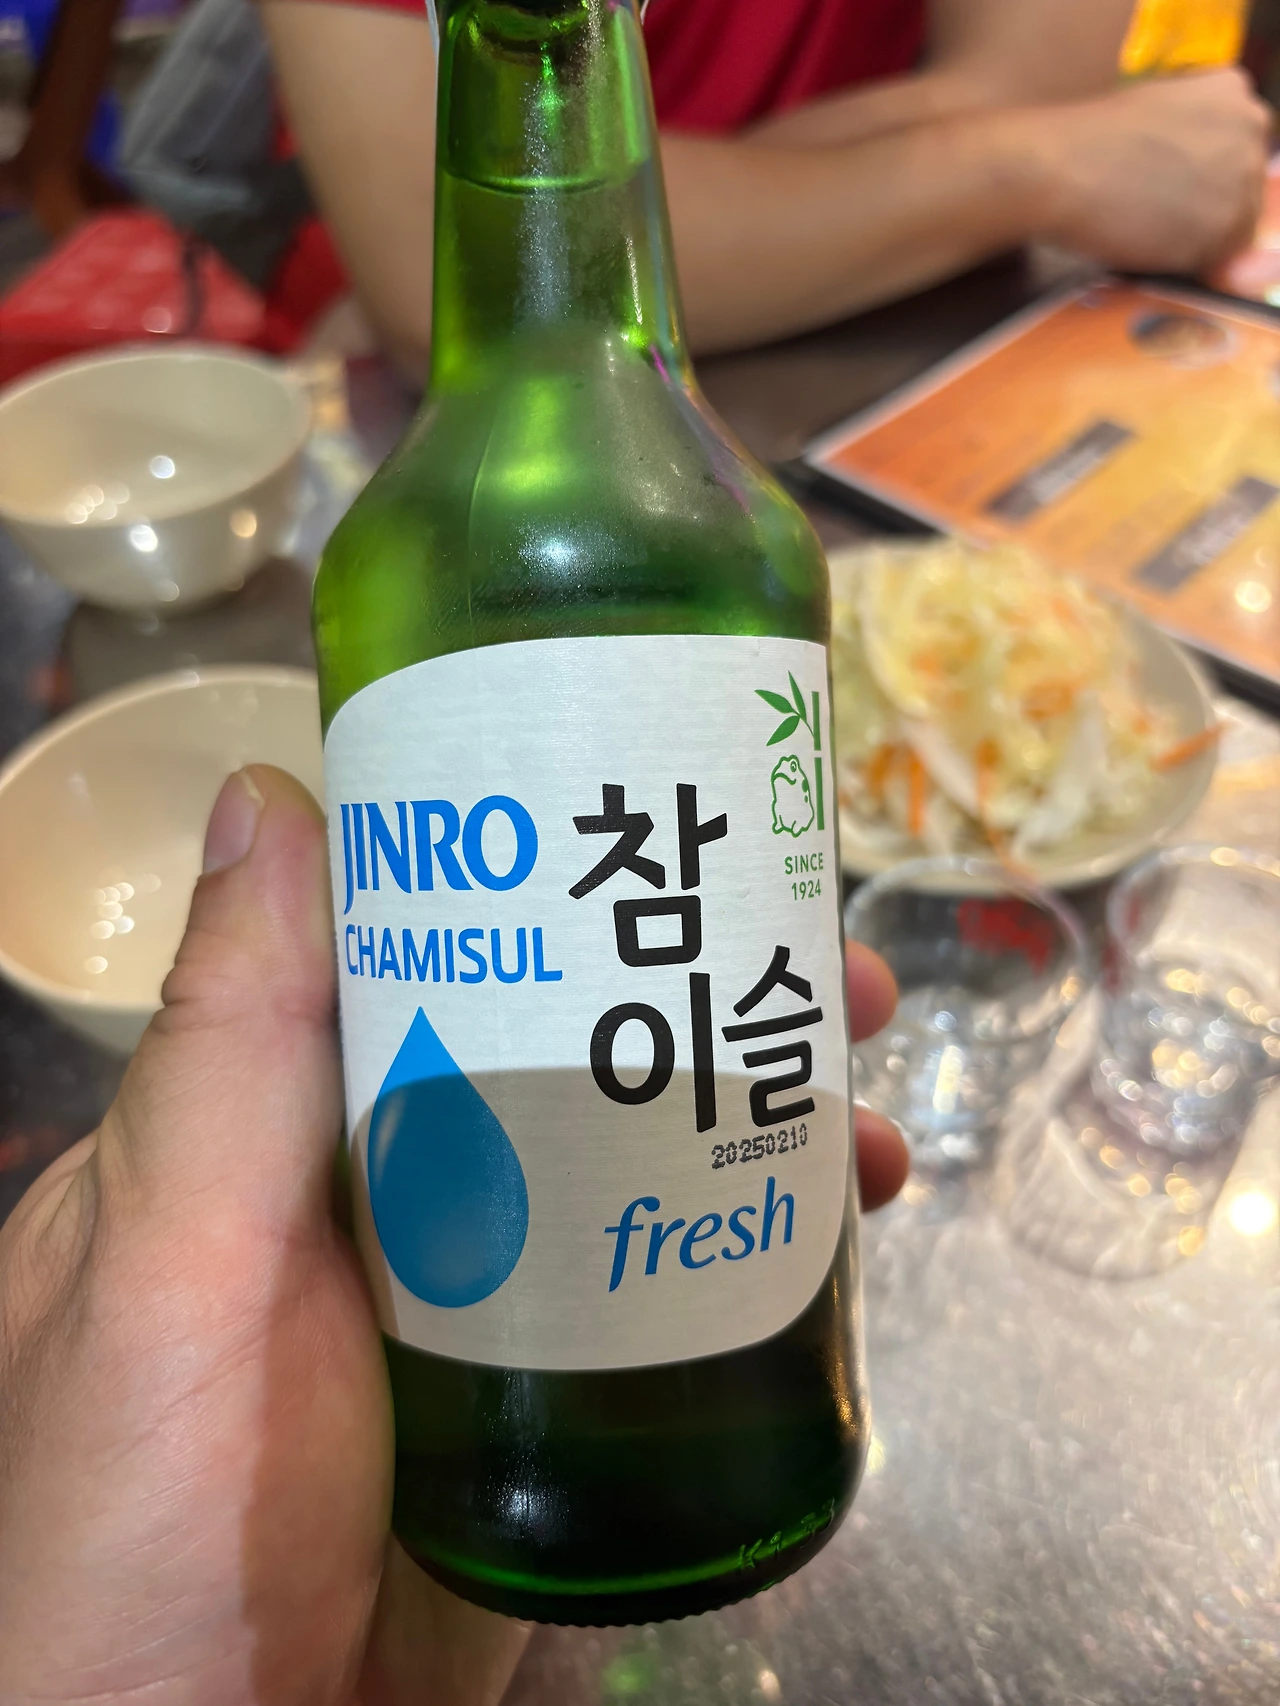 JINRO
CHAMISUL
참
이슬
SINCE
1924
20250210
fresh